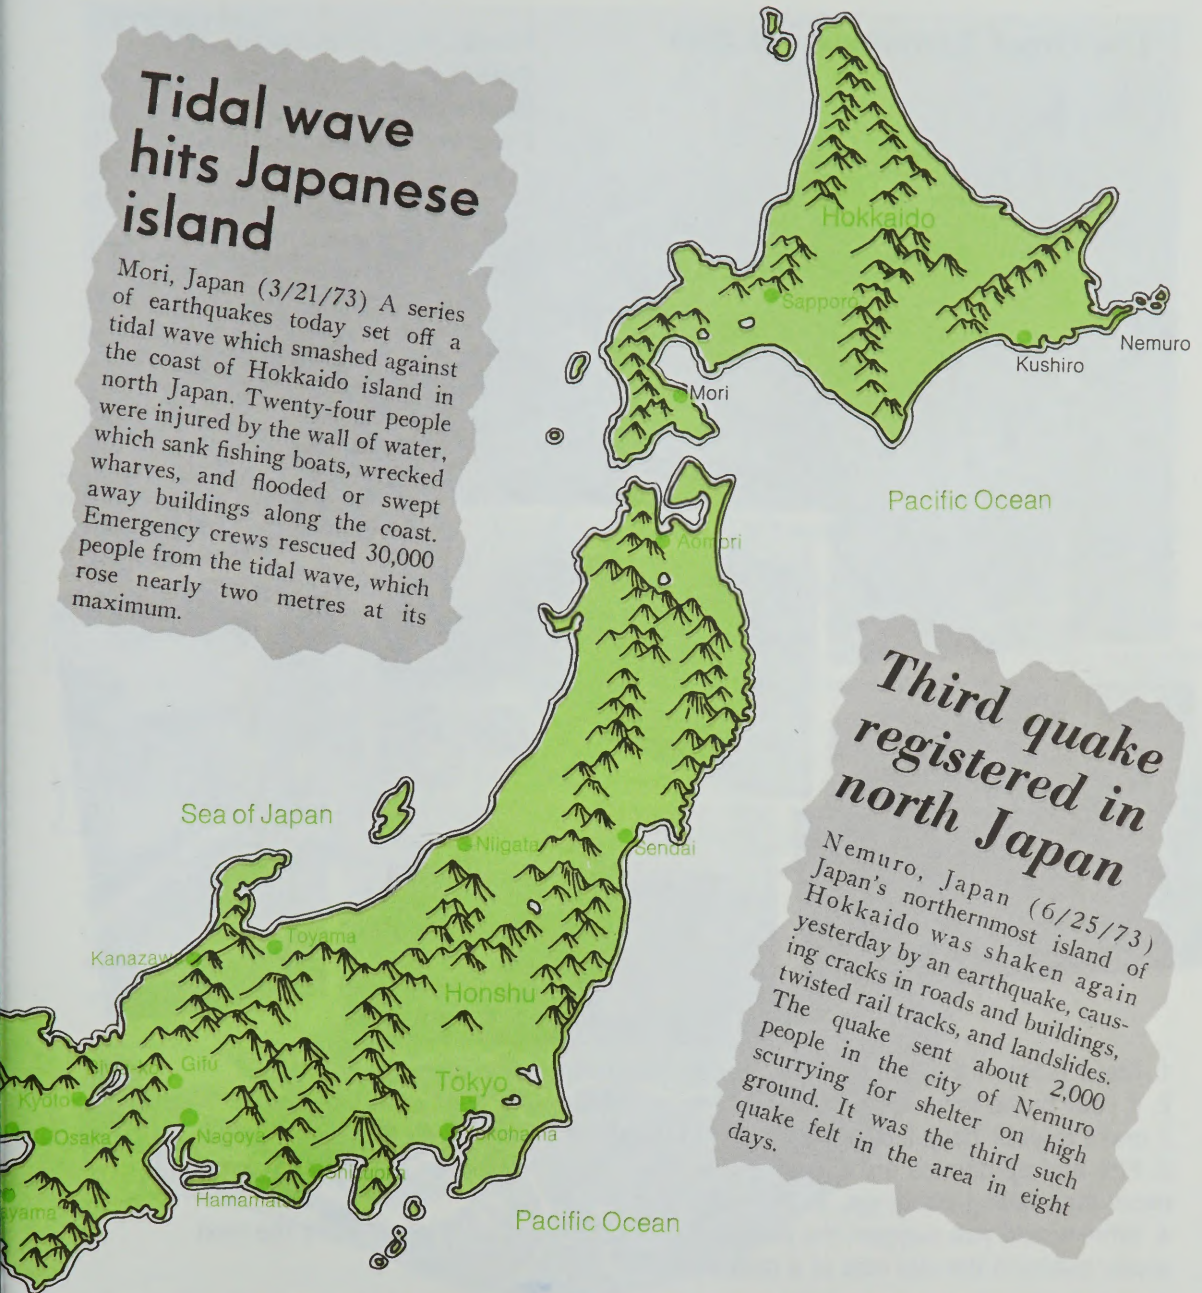 Tidal wave
hits Japanese
island
Mori, Japan (3/21/73) A series
of earthquakes today set off a
tidal wave which smashed against
the coast of Hokkaido island in
north Japan. Twenty-four people
were injured by the wall of water,
which sank fishing boats, wrecked
wharves, and flooded or swept
away buildings along the coast.
Emergency crews rescued 30,000
people from the tidal wave, which
rose nearly two metres at its
maximum.
Hokkaido
Sapporo
Nemuro
Kushiro
Mori
Pacific Ocean
Aomori
Third quake
registered in
north Japan
Nemuro, Japan (6/25/73)
Japan's northernmost island of
Hokkaido was shaken again
yesterday by an earthquake, caus-
ing cracks in roads and buildings,
twisted rail tracks, and landslides.
The quake sent about 2,000
people in the city of Nemuro
scurrying for shelter on high
ground. It was the third such
quake felt in the area in eight
days.
Sea of Japan
Niigata
Sendai
Toyama
Kanazawa
Honshu
Gifu
Tokyo
Kyoto
Osaka
Nagoya
Yokohama
Hamamatsu
Pacific Ocean